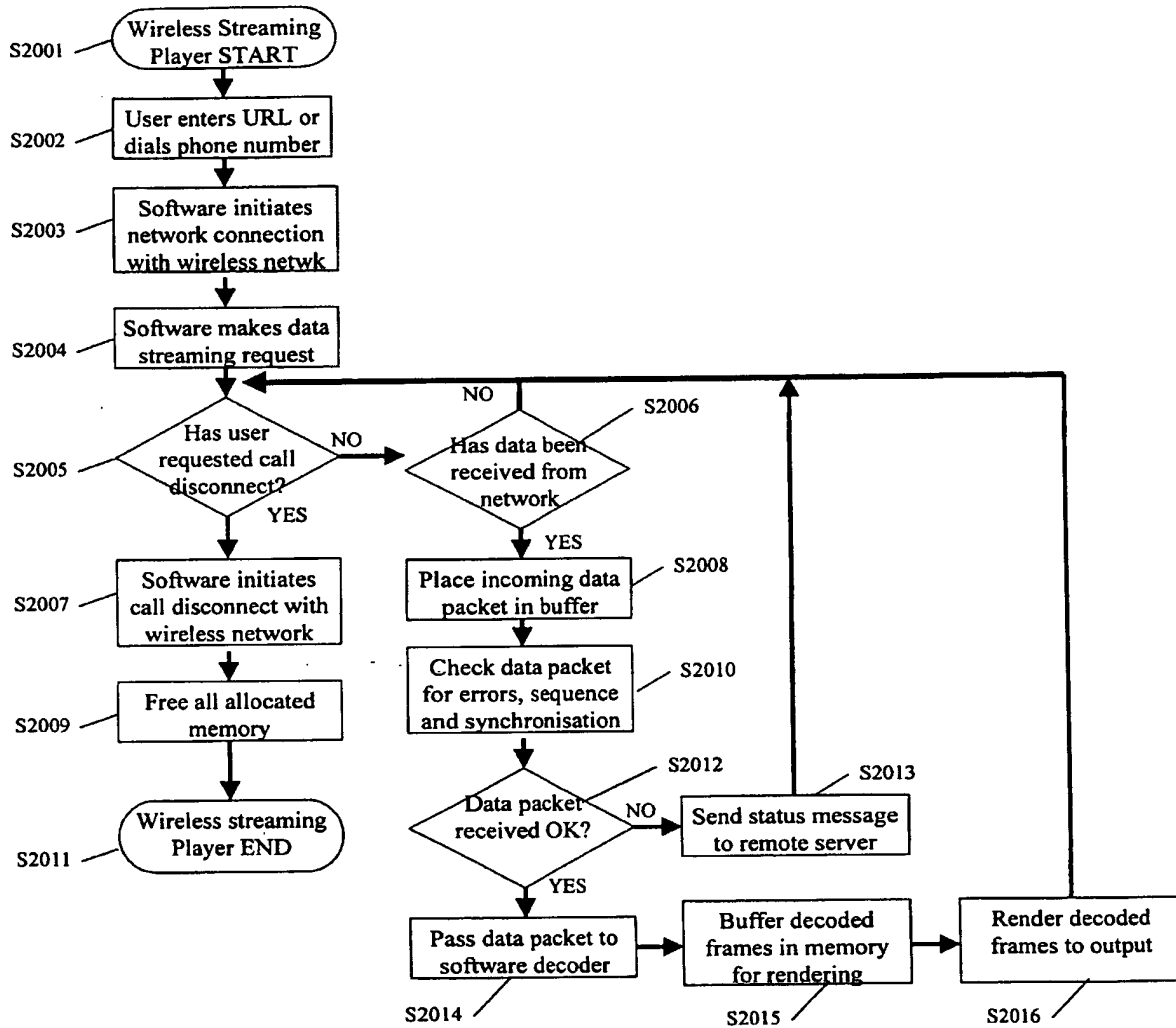 Wireless Streaming
Player START
S2001
User enters URL or
dials phone number
S2002
Software initiates
network connection
with wireless netwk
S2003
Software makes data
streaming request
S2004
Has user
requested call
disconnect?
S2005
NO
YES
NO
S2006
Has data been
received from
network
YES
Software initiates
call disconnect with
wireless network
S2007
Place incoming data
packet in buffer
S2008
Free all allocated
memory
S2009
Check data packet
for errors, sequence
and synchronisation
S2010
Wireless streaming
Player END
S2011
Data packet
received OK?
S2012
NO
YES
Send status message
to remote server
S2013
Pass data packet to
software decoder
S2014
Buffer decoded
frames in memory
for rendering
S2015
Render decoded
frames to output
S2016